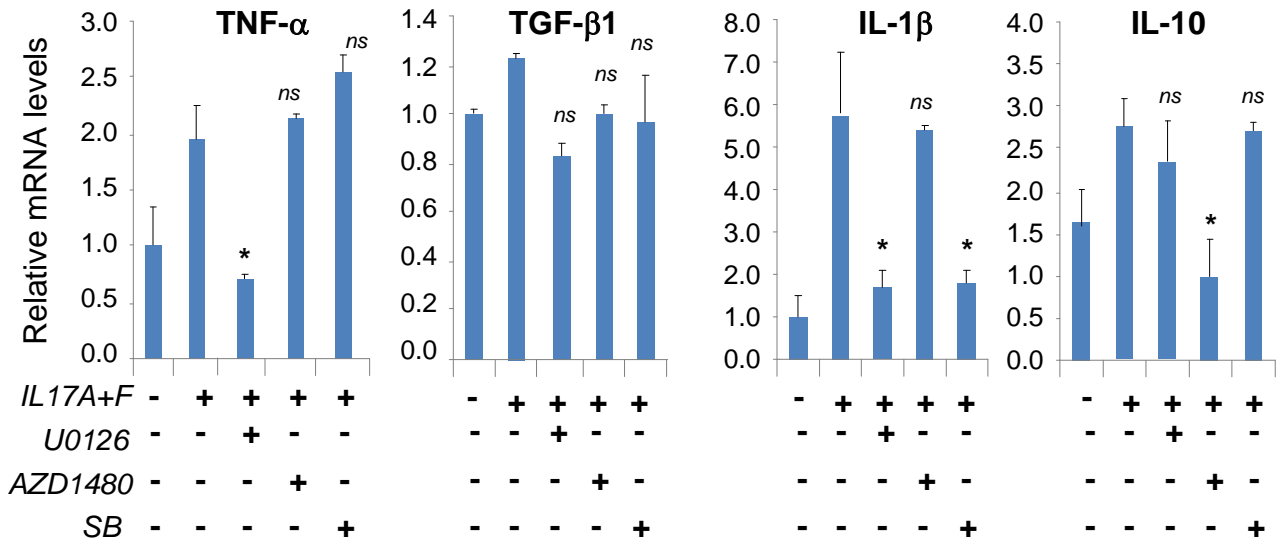 TNF-α
TGF-β1
IL-1β
IL-10
Relative mRNA levels
3.0
2.5
2.0
1.5
1.0
0.5
0.0
*
ns
ns
1.4
1.2
1.0
0.8
0.6
0.4
0.2
0.0
ns
ns
ns
8.0
7.0
6.0
5.0
4.0
3.0
2.0
1.0
0.0
*
ns
*
4.0
3.5
3.0
2.5
2.0
1.5
1.0
0.5
0.0
ns
*
ns
IL17A+F - + + + + - + + + + - + + + + - + + + +
U0126 - - + - - - - + - - - - + - - - - + - -
AZD1480 - - - + - - - - + - - - - + - - - - + -
SB - - - - + - - - - + - - - - + - - - - +